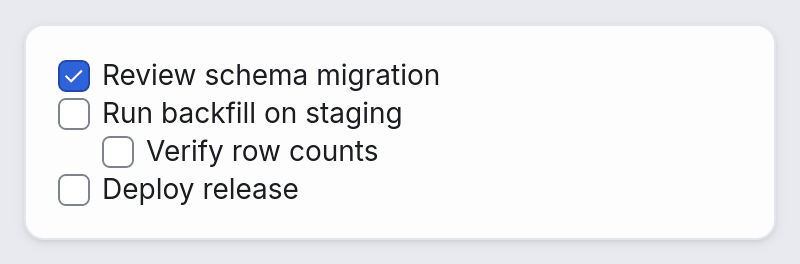 Review schema migration
Run backfill on staging
Verify row counts
Deploy release